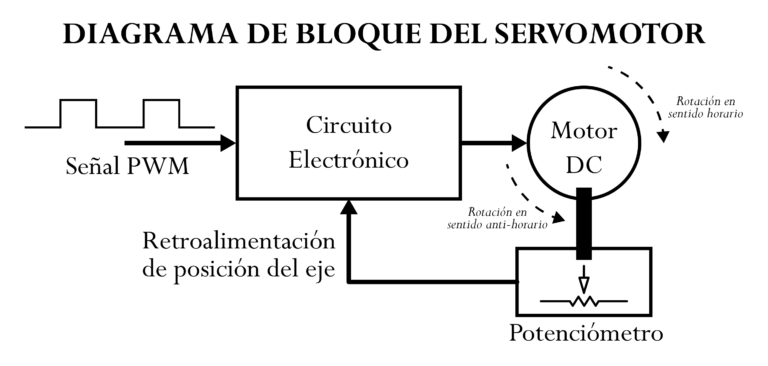 DIAGRAMA DE BLOQUE DEL SERVOMOTOR
Señal PWM
Circuito
Electrónico
Motor
DC
Rotación en
sentido horario
Rotación en
sentido anti-horario
Retroalimentación
de posición del eje
Potenciómetro